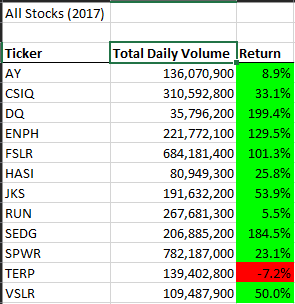 All Stocks (2017)
Ticker Total Daily Volume Return
AY 136,070,900 8.9%
CSIQ 310,592,800 33.1%
DQ 35,796,200 199.4%
ENPH 221,772,100 129.5%
FSLR 684,181,400 101.3%
HASI 80,949,300 25.8%
JKS 191,632,200 53.9%
RUN 267,681,300 5.5%
SEDG 206,885,200 184.5%
SPWR 782,187,000 23.1%
TERP 139,402,800 -7.2%
VSLR 109,487,900 50.0%